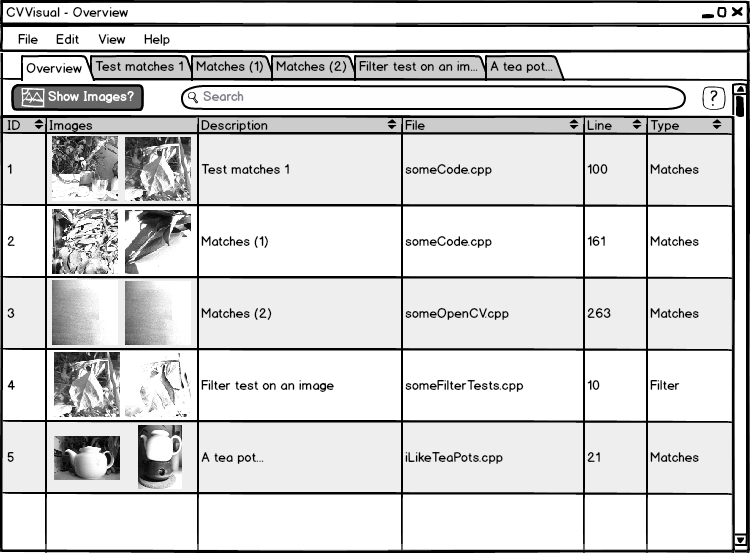 CVVisual - Overview
File Edit View Help
Overview Test matches 1 Matches (1) Matches (2) Filter test on an im... A tea pot...
Show Images? Search ?
ID Images Description File Line Type
1 Test matches 1 someCode.cpp 100 Matches
2 Matches (1) someCode.cpp 161 Matches
3 Matches (2) someOpenCV.cpp 263 Matches
4 Filter test on an image someFilterTests.cpp 10 Filter
5 A tea pot... iLikeTeaPots.cpp 21 Matches